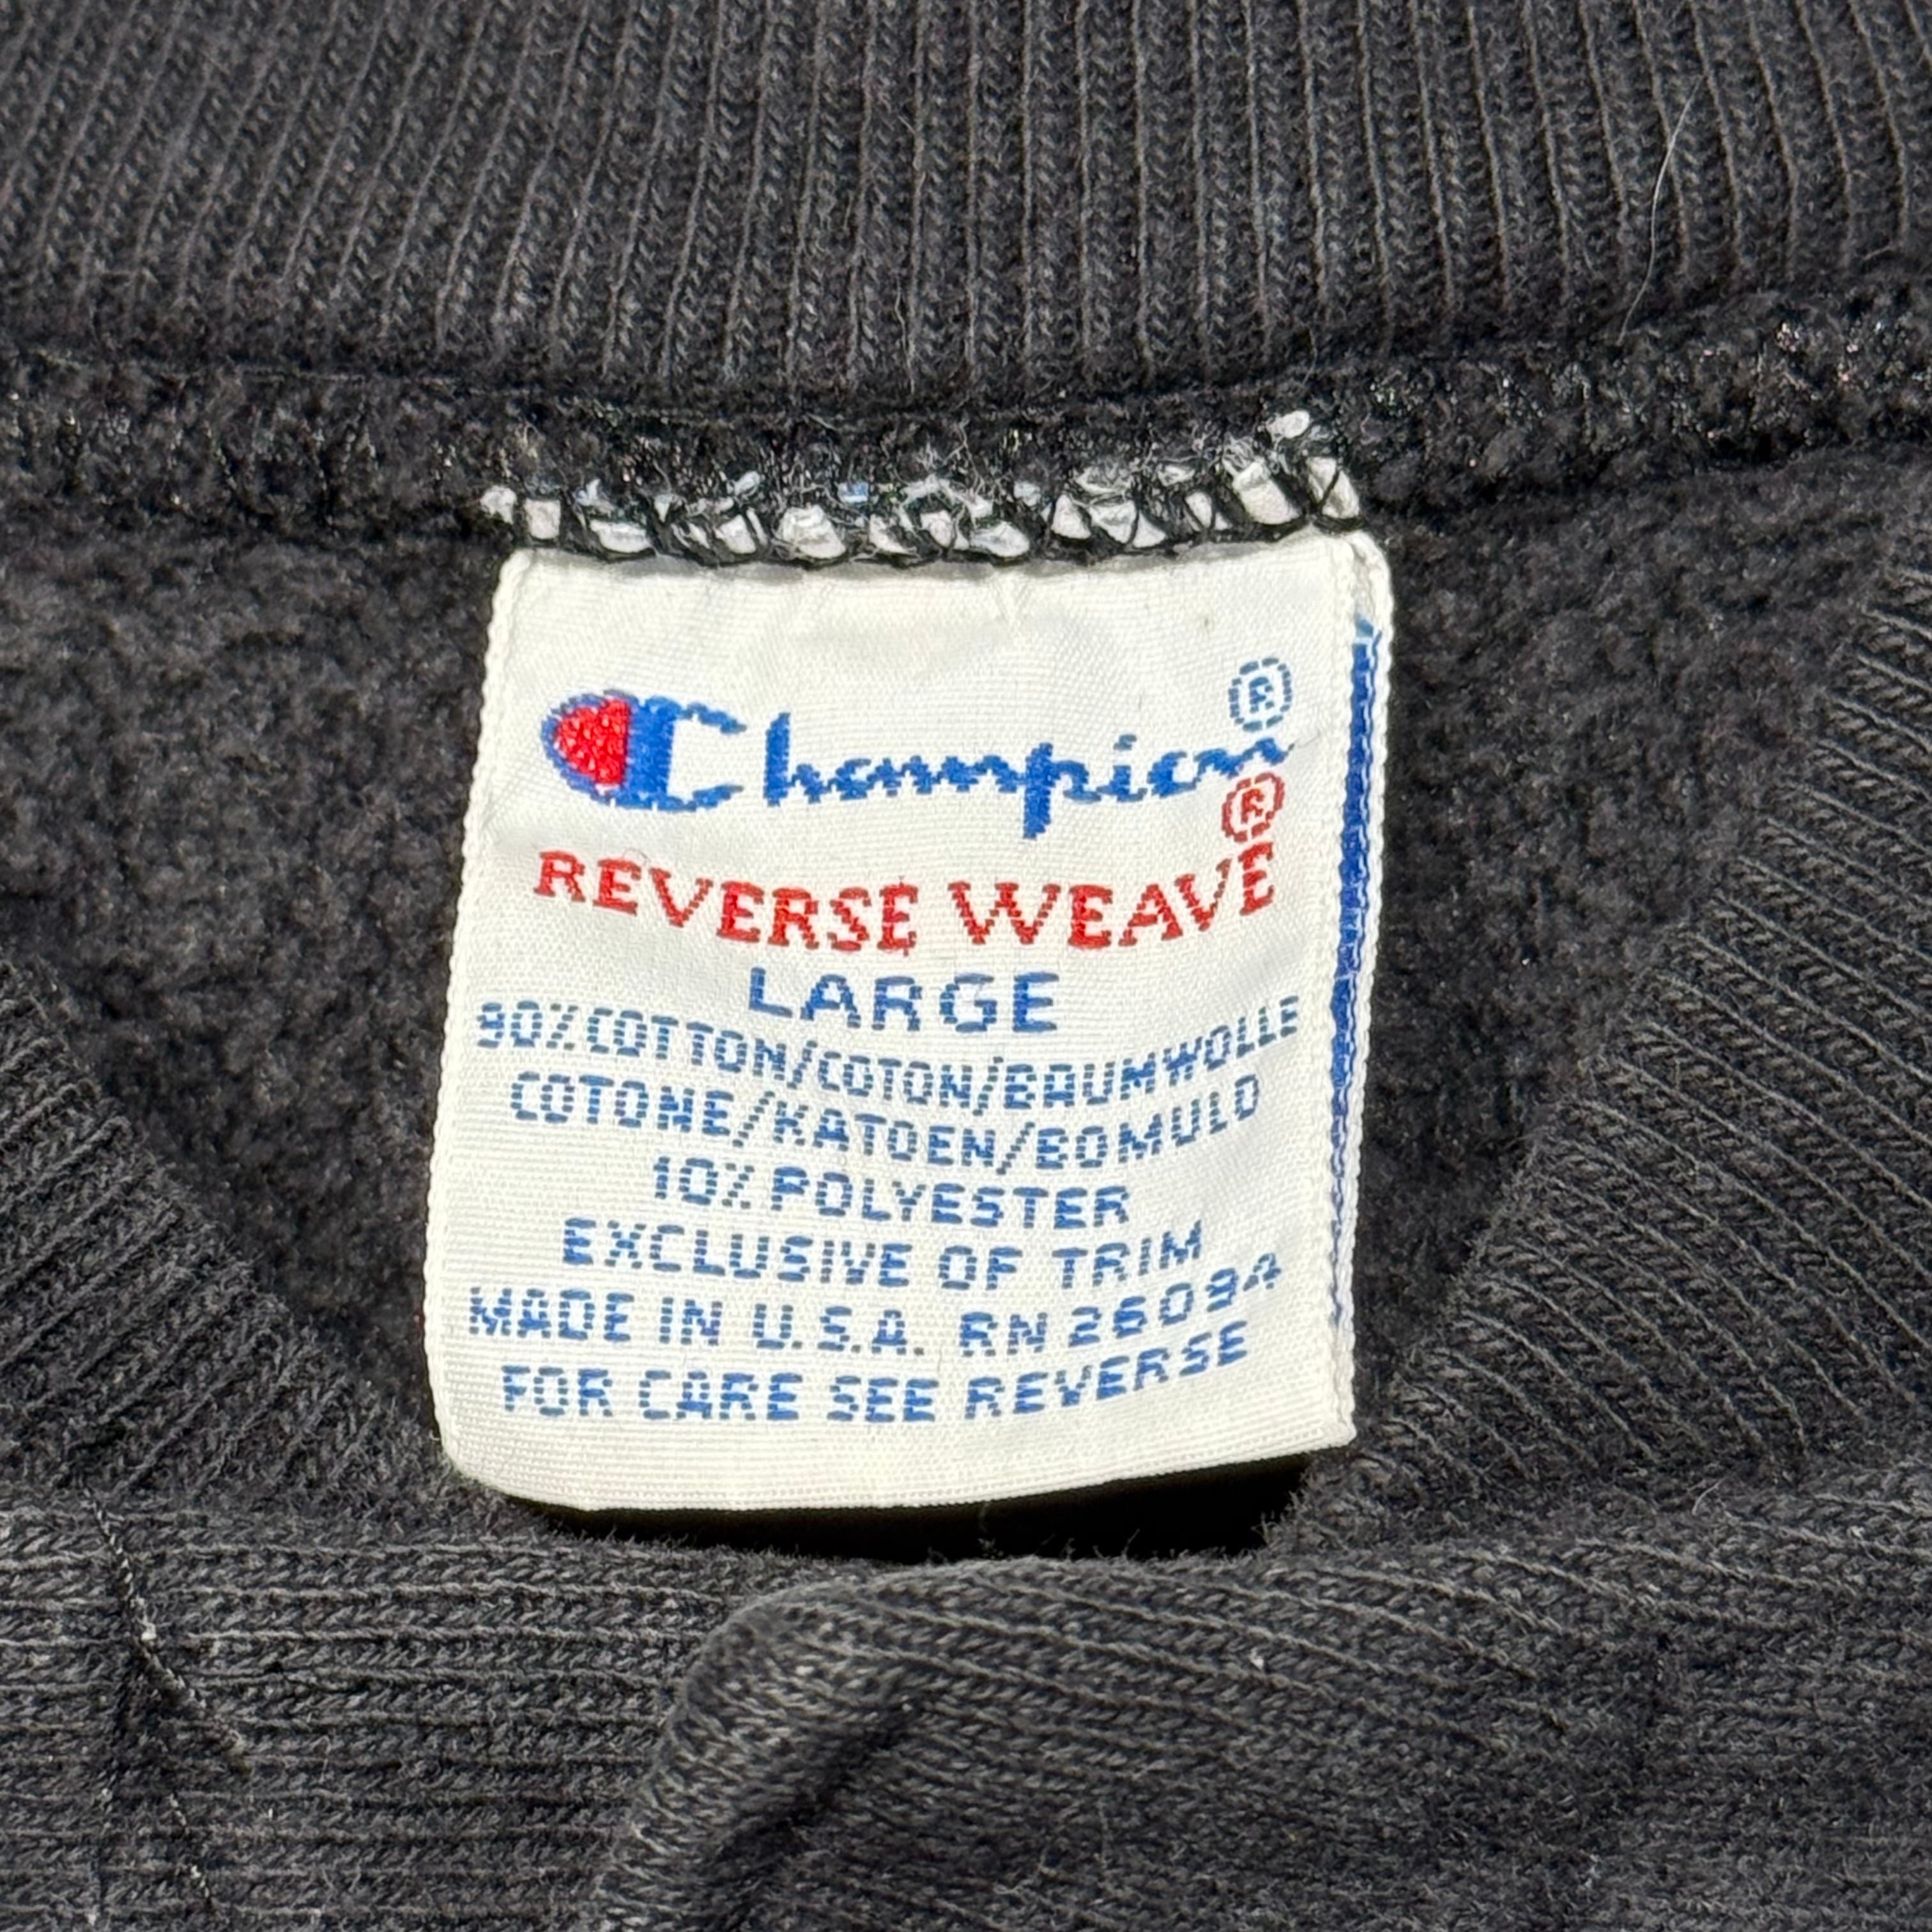 Champion®
REVERSE WEAVE®
LARGE
90% COTTON/COTON/BAUMWOLLE
COTONE/KATOEN/BOMULD
10% POLYESTER
EXCLUSIVE OF TRIM
MADE IN U.S.A. RN 26094
FOR CARE SEE REVERSE